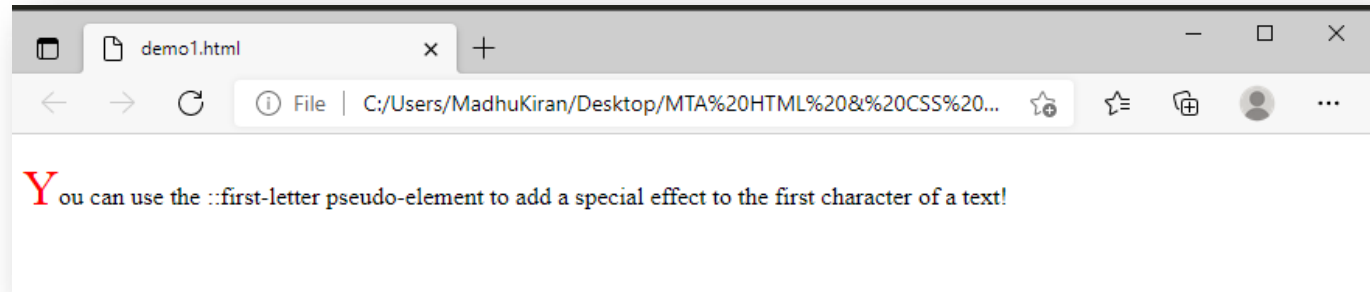 demo1.html
File C:/Users/MadhuKiran/Desktop/MTA%20HTML%20&%20CSS%20...
You can use the ::first-letter pseudo-element to add a special effect to the first character of a text!